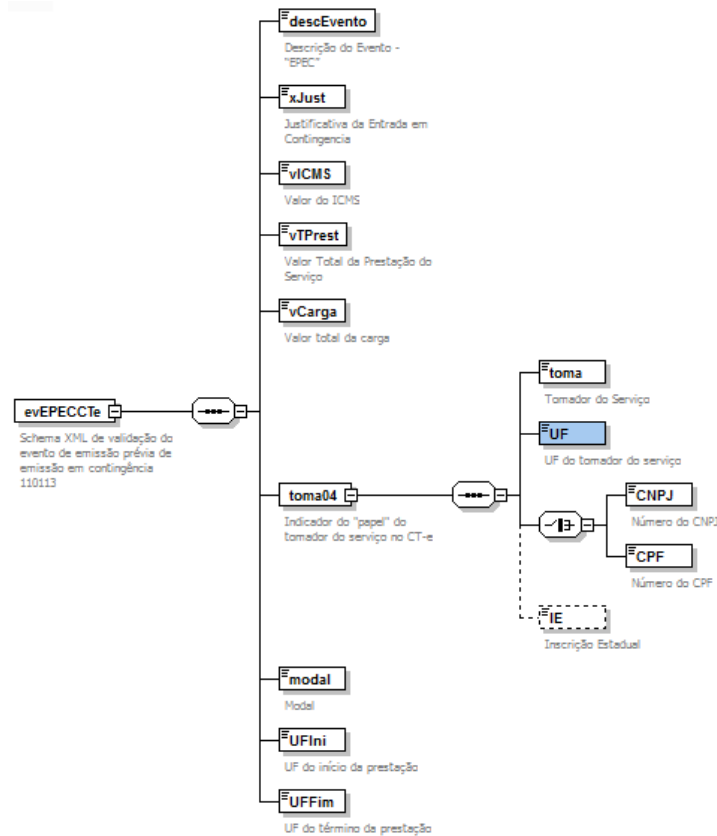 descEvento
Descrição do Evento -
"EPEC"
xJust
Justificativa da Entrada em
Contingencia
vICMS
Valor do ICMS
vTPrest
Valor Total da Prestação do
Serviço
vCarga
Valor total da carga
evEPECCTe
Schema XML de validação do
evento de emissão prévia de
emissão em contingência
110113
toma04
Indicador do "papel" do
tomador do serviço no CT-e
toma
Tomador do Serviço
UF
UF do tomador do serviço
CNPJ
Número do CNPJ
CPF
Número do CPF
IE
Inscrição Estadual
modal
Modal
UFIni
UF do início da prestação
UFFim
UF do término da prestação